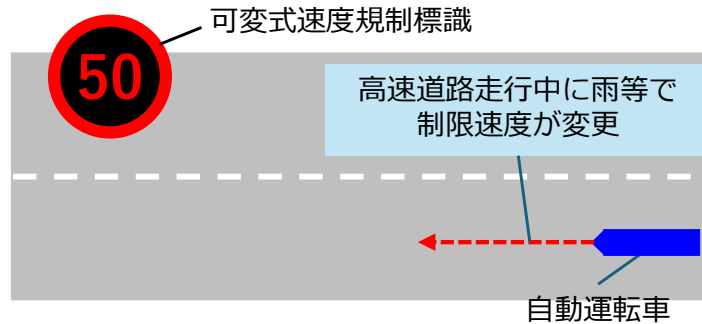 可変式速度規制標識
50
高速道路走行中に雨等で
制限速度が変更
自動運転車